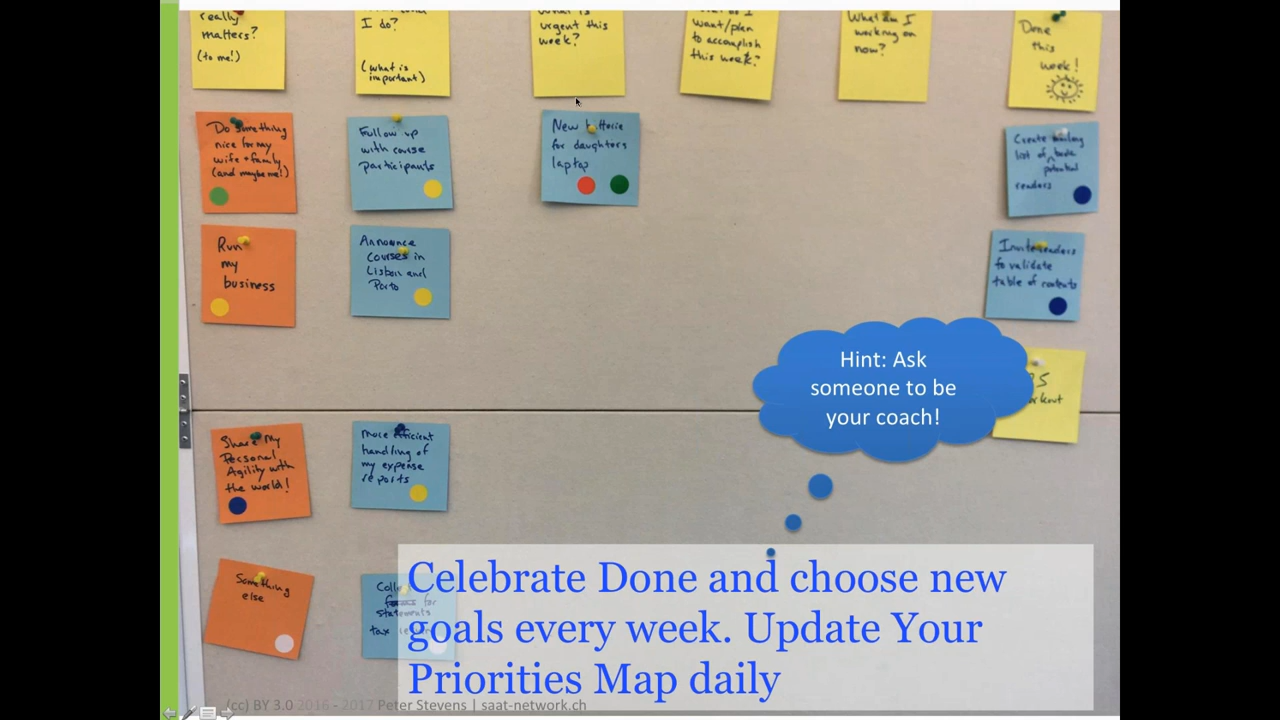 really
matters?
(to me!)
I do?
(what is
important)
urgent this
week?
want/plan
to accomplish
this week?
What am I
working on
now?
Done
this
week!
Do something
nice for my
wife + family
(and maybe me!)
Follow up
with course
participants
New
for daughters
laptop
Create mailing
list of
potential
readers
Run
my
business
Announce
courses in
Lisbon and
Porto
Invite readers
to validate
table of contents
Hint: Ask
someone to be
your coach!
Share My
Personal
Agility with
the world!
more efficient
handling of
my expense
reports
Something
else
for
statements
tax
Celebrate Done and choose new
goals every week. Update Your
Priorities Map daily
(cc) BY 3.0 2016 - 2017 Peter Stevens | saat-network.ch